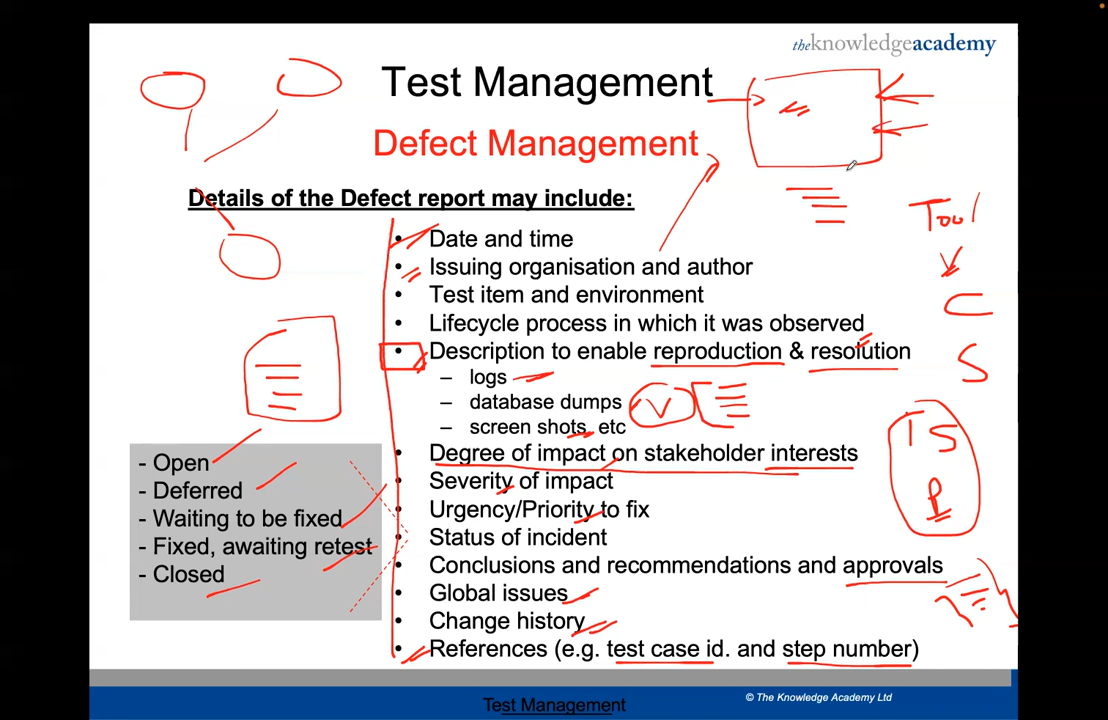 theknowledgeacademy
Test Management
Defect Management
Details of the Defect report may include:
• Date and time
• Issuing organisation and author
• Test item and environment
• Lifecycle process in which it was observed
• Description to enable reproduction & resolution
– logs
– database dumps
– screen shots, etc
• Degree of impact on stakeholder interests
• Severity of impact
• Urgency/Priority to fix
• Status of incident
• Conclusions and recommendations and approvals
• Global issues
• Change history
• References (e.g. test case id. and step number)
- Open
- Deferred
- Waiting to be fixed
- Fixed, awaiting retest
- Closed
Tool
C
S
TS
P
V
Test Management
© The Knowledge Academy Ltd